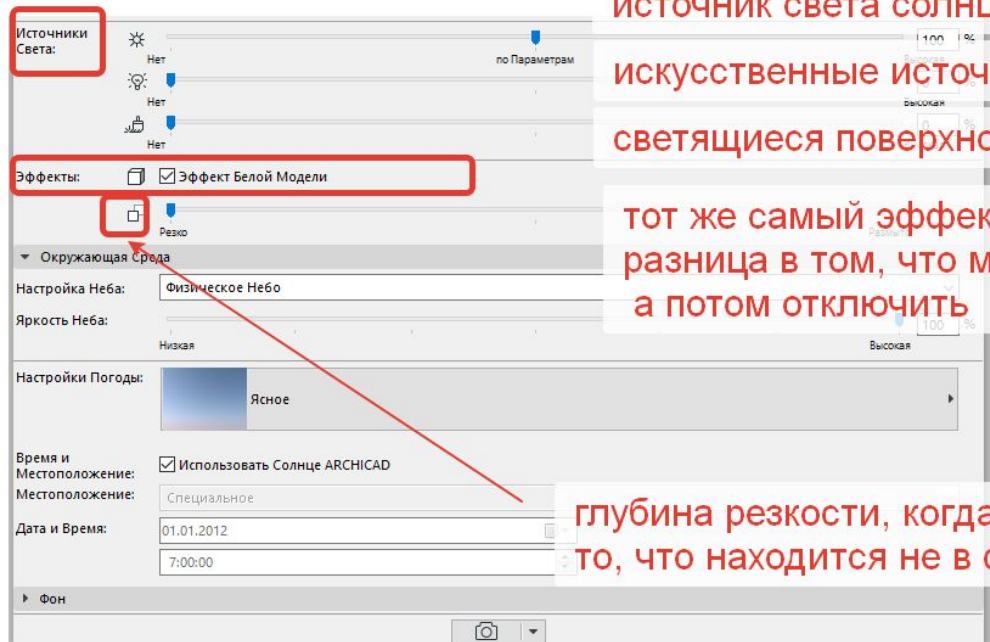 источник света солнц
Источники
Света:
100 %
Нет
по Параметрам
искусственные источ
Нет
Высокая
светящиеся поверхно
0 %
Нет
Эффекты:
Эффект Белой Модели
тот же самый эффек
Резко
Окружающая Среда
разница в том, что м
Настройка Неба:
Физическое Небо
а потом отключить
Яркость Неба:
100 %
Низкая
Высокая
Настройки Погоды:
Ясное
Время и
Местоположение:
Использовать Солнце ARCHICAD
Местоположение:
Специальное
глубина резкости, когда
Дата и Время:
01.01.2012
то, что находится не в
7:00:00
Фон